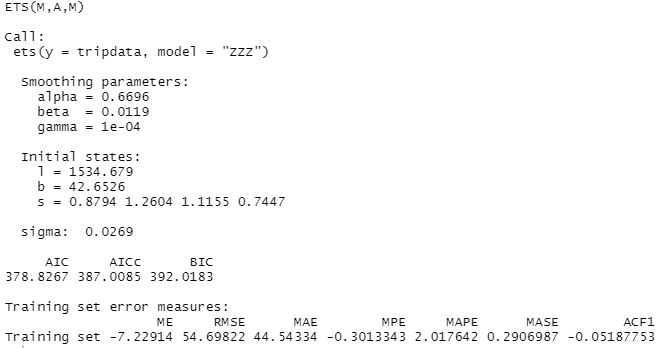 ETS(M,A,M)
Call:
ets(y = tripdata, model = "ZZZ")
Smoothing parameters:
alpha = 0.6696
beta = 0.0119
gamma = 1e-04
Initial states:
l = 1534.679
b = 42.6526
s = 0.8794 1.2604 1.1155 0.7447
sigma: 0.0269
AIC AICc BIC
378.8267 387.0085 392.0183
Training set error measures:
ME RMSE MAE MPE MAPE MASE ACF1
Training set -7.22914 54.69822 44.54334 -0.3013343 2.017642 0.2906987 -0.05187753